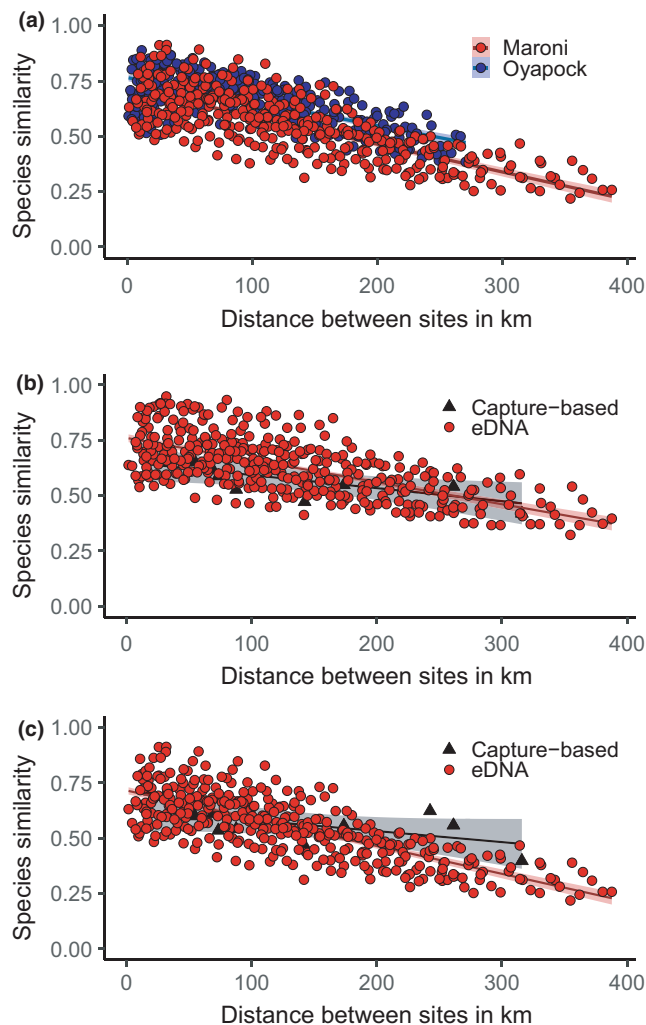 (a)
Species similarity
1.00
0.75
0.50
0.25
0.00
Maroni
Oyapock
0 100 200 300 400
Distance between sites in km
(b)
Species similarity
1.00
0.75
0.50
0.25
0.00
Capture−based
eDNA
0 100 200 300 400
Distance between sites in km
(c)
Species similarity
1.00
0.75
0.50
0.25
0.00
Capture−based
eDNA
0 100 200 300 400
Distance between sites in km